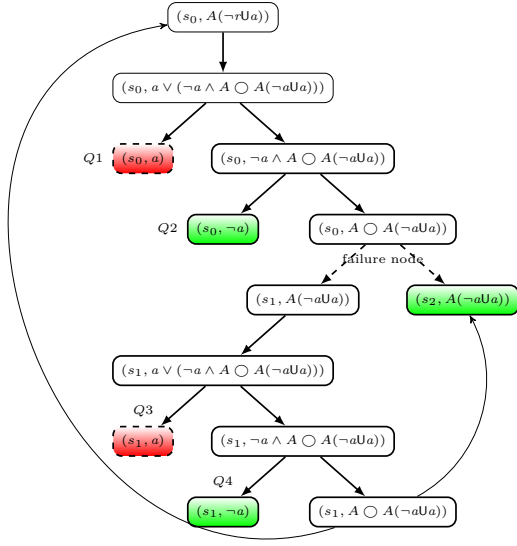 (s₀, A(¬rUa))
(s₀, a ∨ (¬a ∧ A ◯ A(¬aUa)))
Q1 (s₀, a) (s₀, ¬a ∧ A ◯ A(¬aUa))
Q2 (s₀, ¬a) (s₀, A ◯ A(¬aUa))
failure node
(s₁, A(¬aUa)) (s₂, A(¬aUa))
(s₁, a ∨ (¬a ∧ A ◯ A(¬aUa)))
Q3
(s₁, a) (s₁, ¬a ∧ A ◯ A(¬aUa))
Q4
(s₁, ¬a) (s₁, A ◯ A(¬aUa))